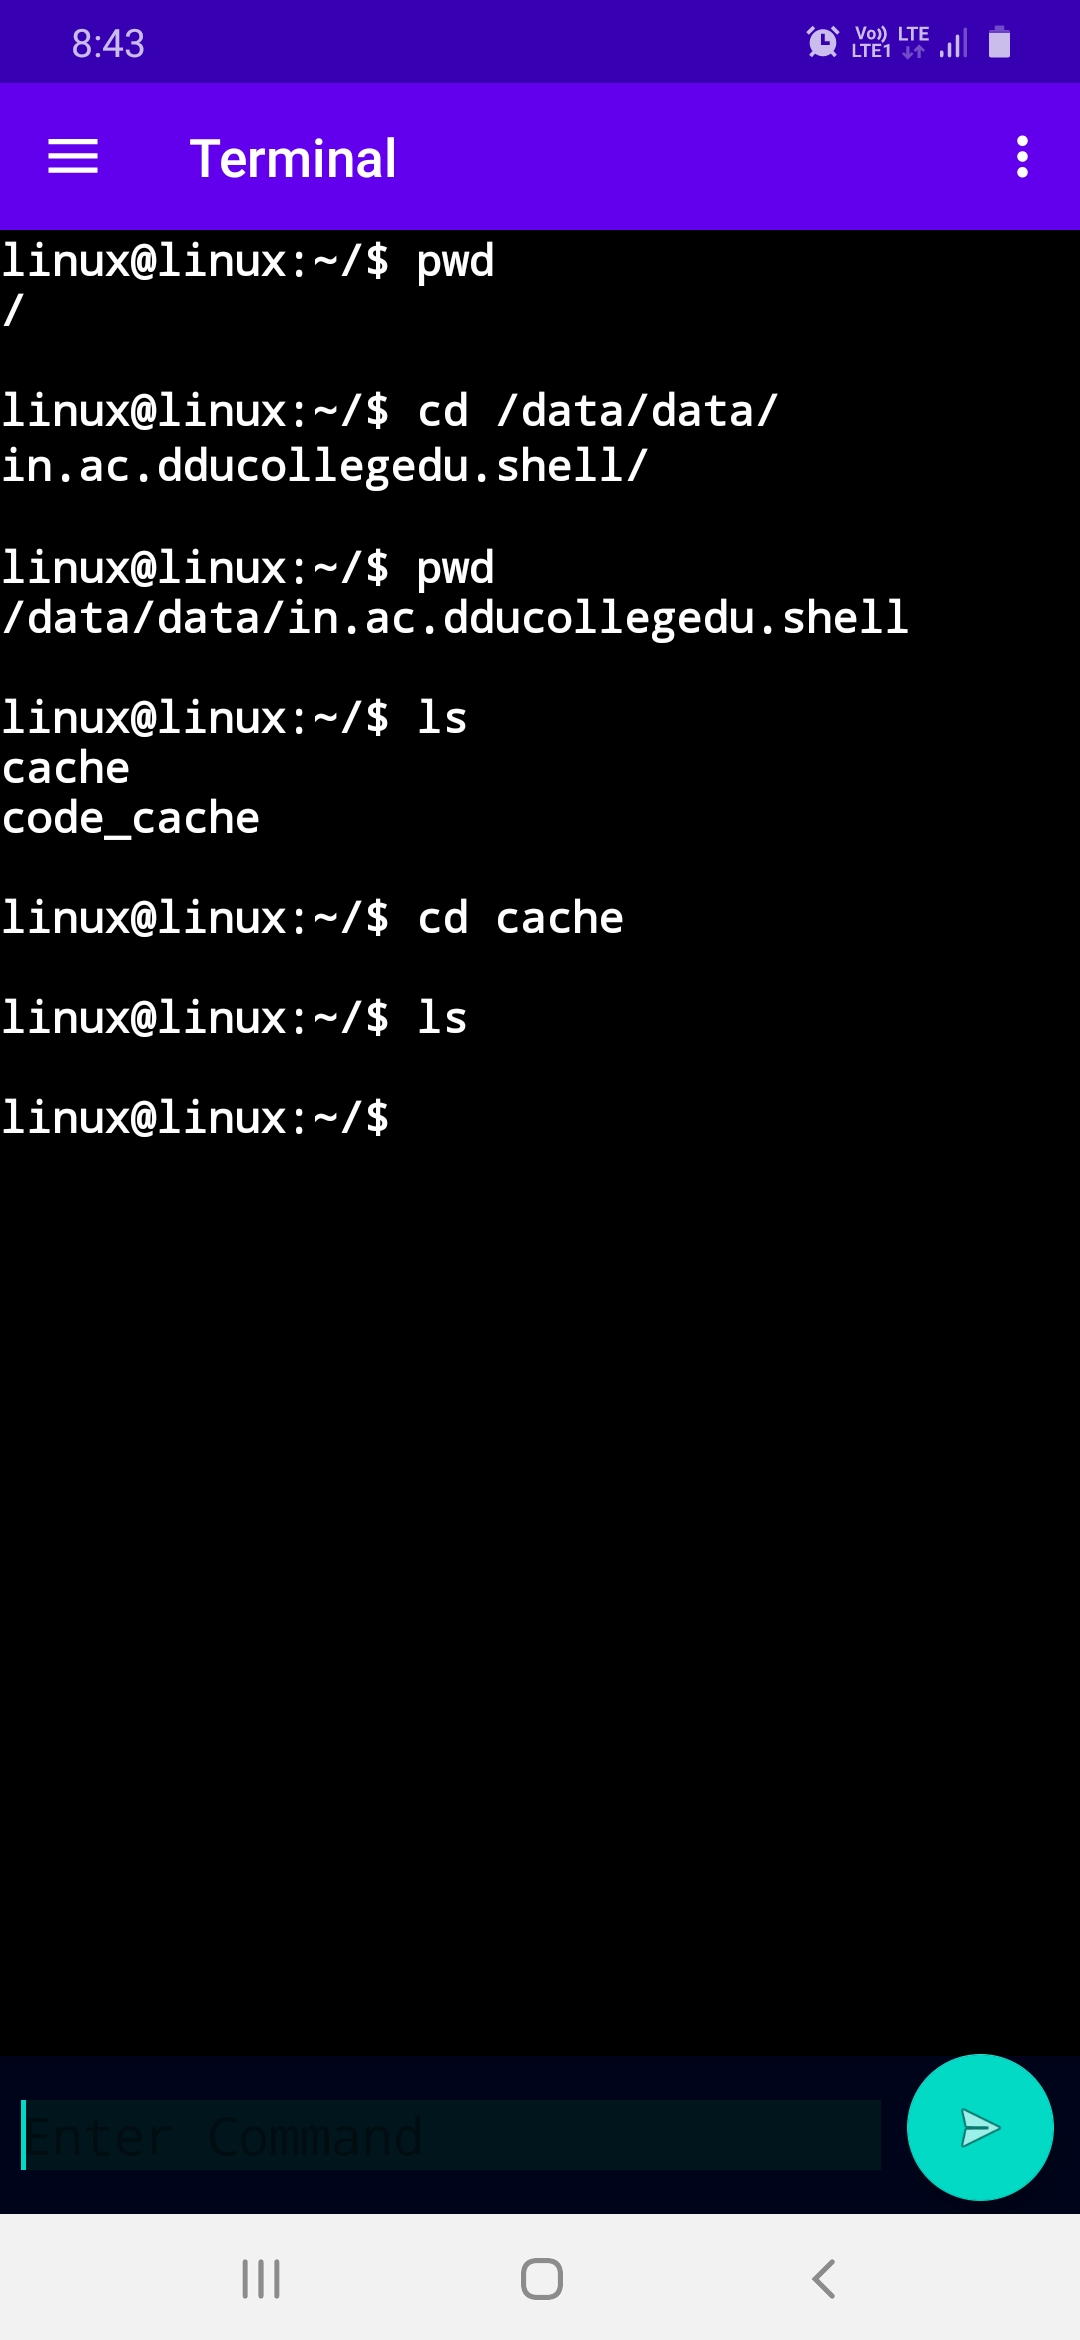 8:43
Vo)) LTE
LTE1
Terminal
linux@linux:~/$ pwd
/
linux@linux:~/$ cd /data/data/
in.ac.dducollegedu.shell/
linux@linux:~/$ pwd
/data/data/in.ac.dducollegedu.shell
linux@linux:~/$ ls
cache
code_cache
linux@linux:~/$ cd cache
linux@linux:~/$ ls
linux@linux:~/$
Enter Command